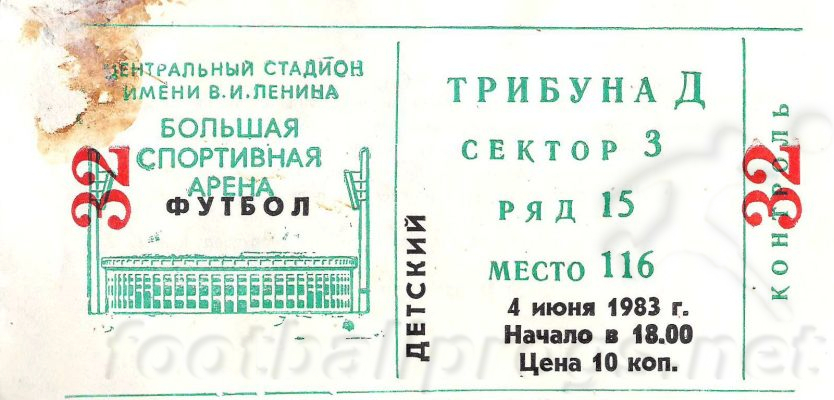 ЦЕНТРАЛЬНЫЙ СТАДИОН
ИМЕНИ В.И.ЛЕНИНА
БОЛЬШАЯ
СПОРТИВНАЯ
АРЕНА
ФУТБОЛ
32
ДЕТСКИЙ
ТРИБУНА Д
СЕКТОР 3
РЯД 15
МЕСТО 116
4 июня 1983 г.
Начало в 18.00
Цена 10 коп.
КОНТРОЛЬ
32